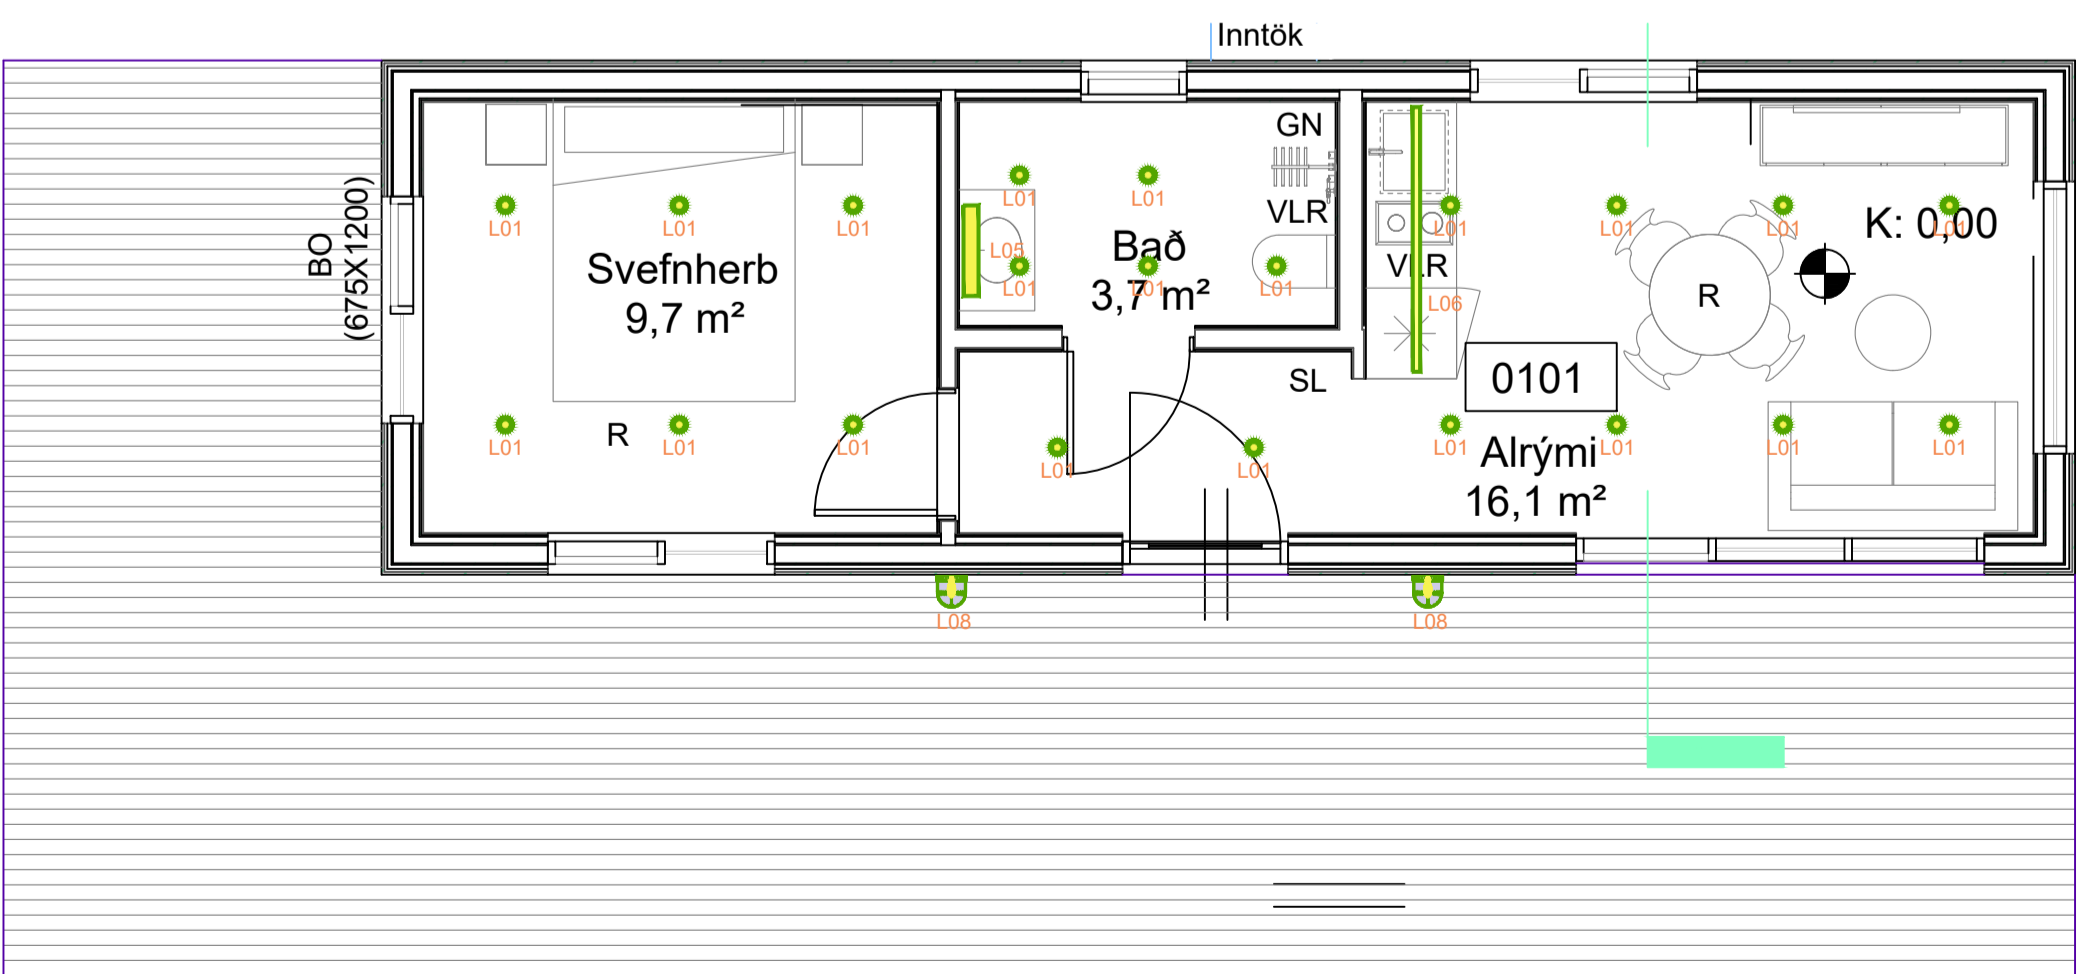 Inntök
GN
BO
(675X1200)
L01
L01
VLR
L01
L01
L01
L01
L01
L01
L01
K: 0,00
Svefnherb
9,7 m²
L05
Bað
3,7 m²
L01
L01
L01
VLR
L06
R
0101
SL
R
L01
L01
L01
L01
L01
L01
L01
L01
L01
Alrými
16,1 m²
L08
L08